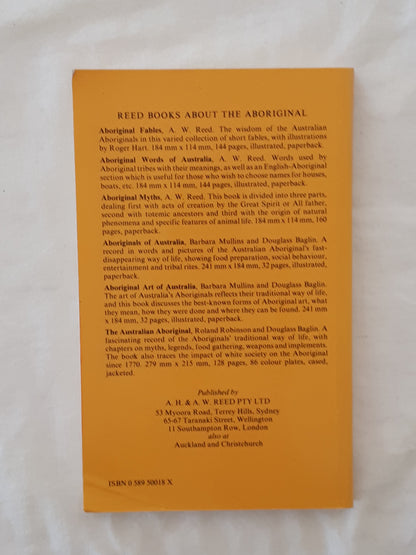 REED BOOKS ABOUT THE ABORIGINAL
Aboriginal Fables, A. W. Reed. The wisdom of the Australian
Aboriginals in this varied collection of short fables, with illustrations
by Roger Hart. 184 mm x 114 mm, 144 pages, illustrated, paperback.
Aboriginal Words of Australia, A. W. Reed. Words used by
Aboriginal tribes with their meanings, as well as an English-Aboriginal
section which is useful for those who wish to choose names for houses,
boats, etc. 184 mm x 114 mm, 144 pages, illustrated, paperback.
Aboriginal Myths, A. W. Reed. This book is divided into three parts,
dealing first with acts of creation by the Great Spirit or All father,
second with totemic ancestors and third with the origin of natural
phenomena and specific features of animal life. 184 mm x 114 mm, 160
pages, paperback.
Aboriginals of Australia, Barbara Mullins and Douglass Baglin. A
record in words and pictures of the Australian Aboriginal's fast-
disappearing way of life, showing food preparation, social behaviour,
entertainment and tribal rites. 241 mm x 184 mm, 32 pages, illustrated,
paperback.
Aboriginal Art of Australia, Barbara Mullins and Douglass Baglin.
The art of Australia's Aboriginals reflects their traditional way of life,
and this book discusses the best-known forms of Aboriginal art, what
they mean, how they were done and where they can be found. 241 mm
x 184 mm, 32 pages, illustrated, paperback.
The Australian Aboriginal, Roland Robinson and Douglass Baglin. A
fascinating record of the Aboriginals' traditional way of life, with
chapters on myths, legends, food gathering, weapons and implements.
The book also traces the impact of white society on the Aboriginal
since 1770. 279 mm x 215 mm, 128 pages, 86 colour plates, cased,
jacketed.
Published by
A. H. & A. W. REED PTY LTD
53 Myoora Road, Terrey Hills, Sydney
65-67 Taranaki Street, Wellington
11 Southampton Row, London
also at
Auckland and Christchurch
ISBN 0 589 50018 X